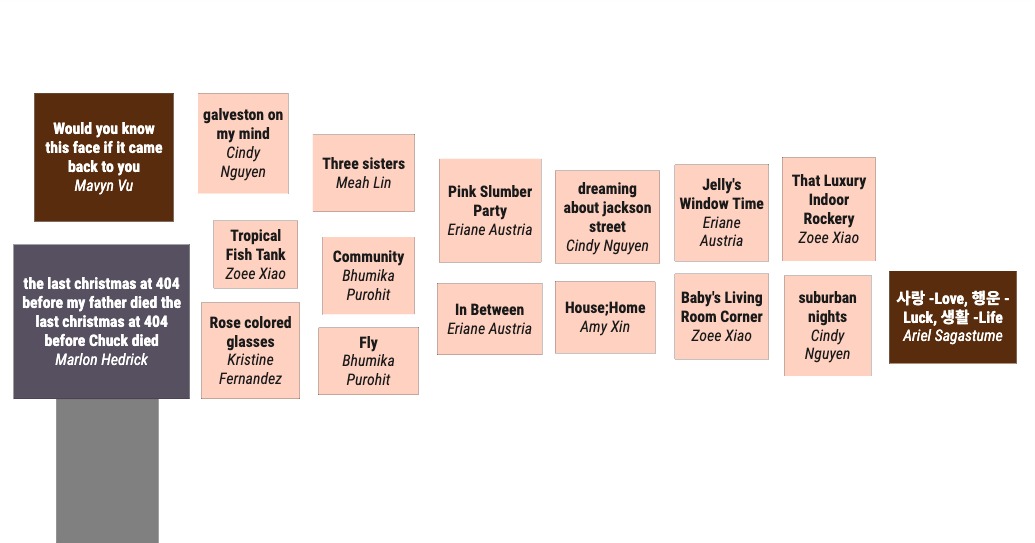 Would you know
this face if it came
back to you
Mavyn Vu
the last christmas at 404
before my father died the
last christmas at 404
before Chuck died
Marlon Hedrick
galveston on
my mind
Cindy
Nguyen
Tropical
Fish Tank
Zoee Xiao
Rose colored
glasses
Kristine
Fernandez
Three sisters
Meah Lin
Community
Bhumika
Purohit
Fly
Bhumika
Purohit
Pink Slumber
Party
Eriane Austria
In Between
Eriane Austria
dreaming
about jackson
street
Cindy Nguyen
House;Home
Amy Xin
Jelly's
Window Time
Eriane
Austria
Baby's Living
Room Corner
Zoee Xiao
That Luxury
Indoor
Rockery
Zoee Xiao
suburban
nights
Cindy
Nguyen
사랑 -Love, 행운 -
Luck, 생활 -Life
Ariel Sagastume